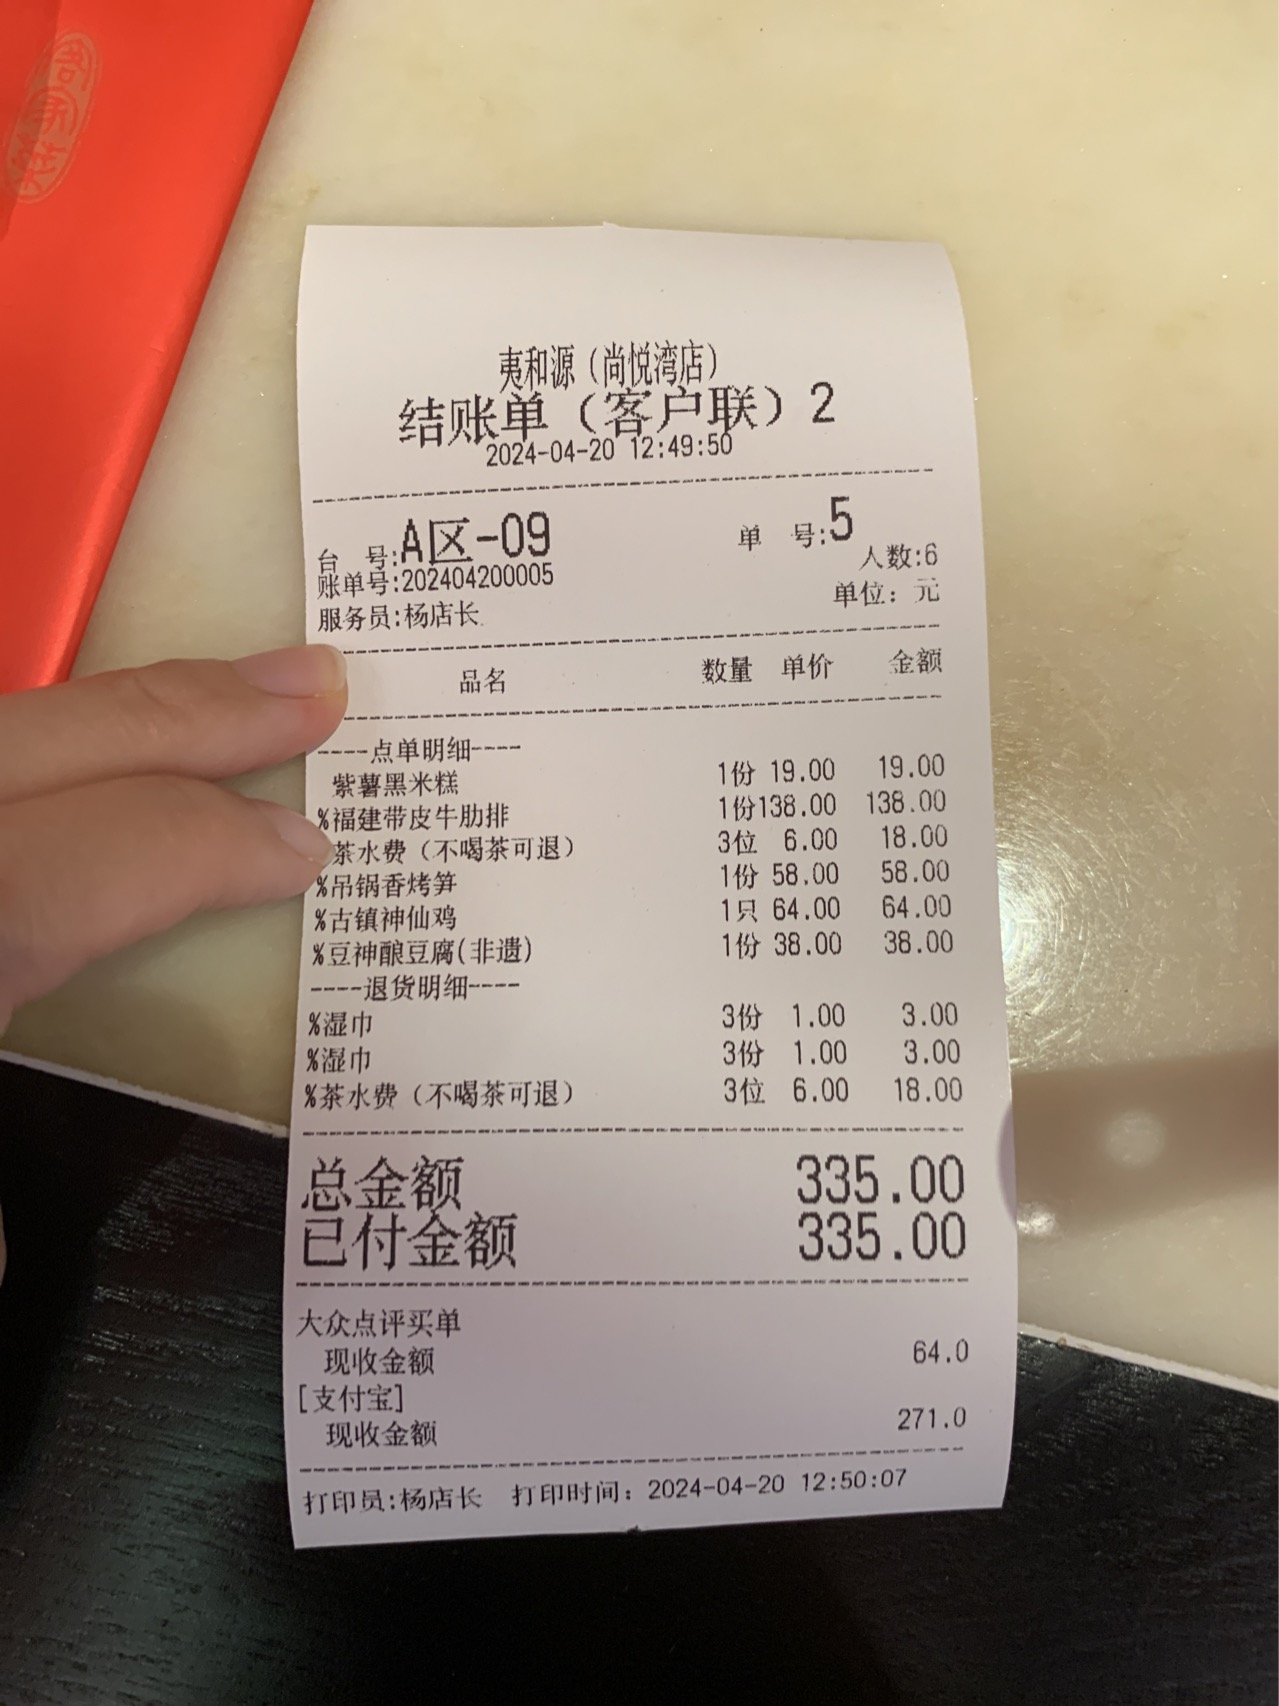 夷和源（尚悦湾店）
结账单（客户联）2
2024-04-20 12:49:50
台 号:A区-09 单 号:5
账单号:202404200005 人数:6
服务员:杨店长 单位：元
品名 数量 单价 金额
----点单明细----
紫薯黑米糕 1份 19.00 19.00
%福建带皮牛肋排 1份138.00 138.00
茶水费（不喝茶可退） 3位 6.00 18.00
%吊锅香烤笋 1份 58.00 58.00
%古镇神仙鸡 1只 64.00 64.00
%豆神酿豆腐(非遗) 1份 38.00 38.00
----退货明细----
%湿巾 3份 1.00 3.00
%湿巾 3份 1.00 3.00
%茶水费（不喝茶可退） 3位 6.00 18.00
总金额 335.00
已付金额 335.00
大众点评买单
现收金额 64.0
[支付宝]
现收金额 271.0
打印员:杨店长 打印时间：2024-04-20 12:50:07